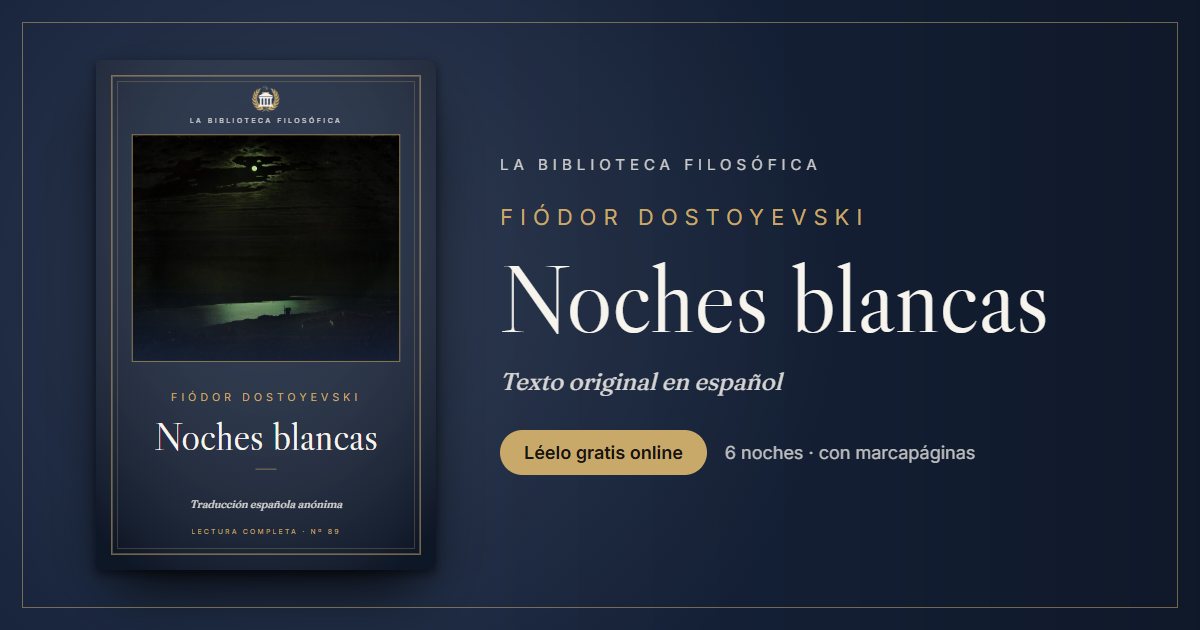 LA BIBLIOTECA FILOSÓFICA
FIÓDOR DOSTOYEVSKI
Noches blancas
Traducción española anónima
LECTURA COMPLETA · Nº 89
LA BIBLIOTECA FILOSÓFICA
FIÓDOR DOSTOYEVSKI
Noches blancas
Texto original en español
Léelo gratis online
6 noches · con marcapáginas